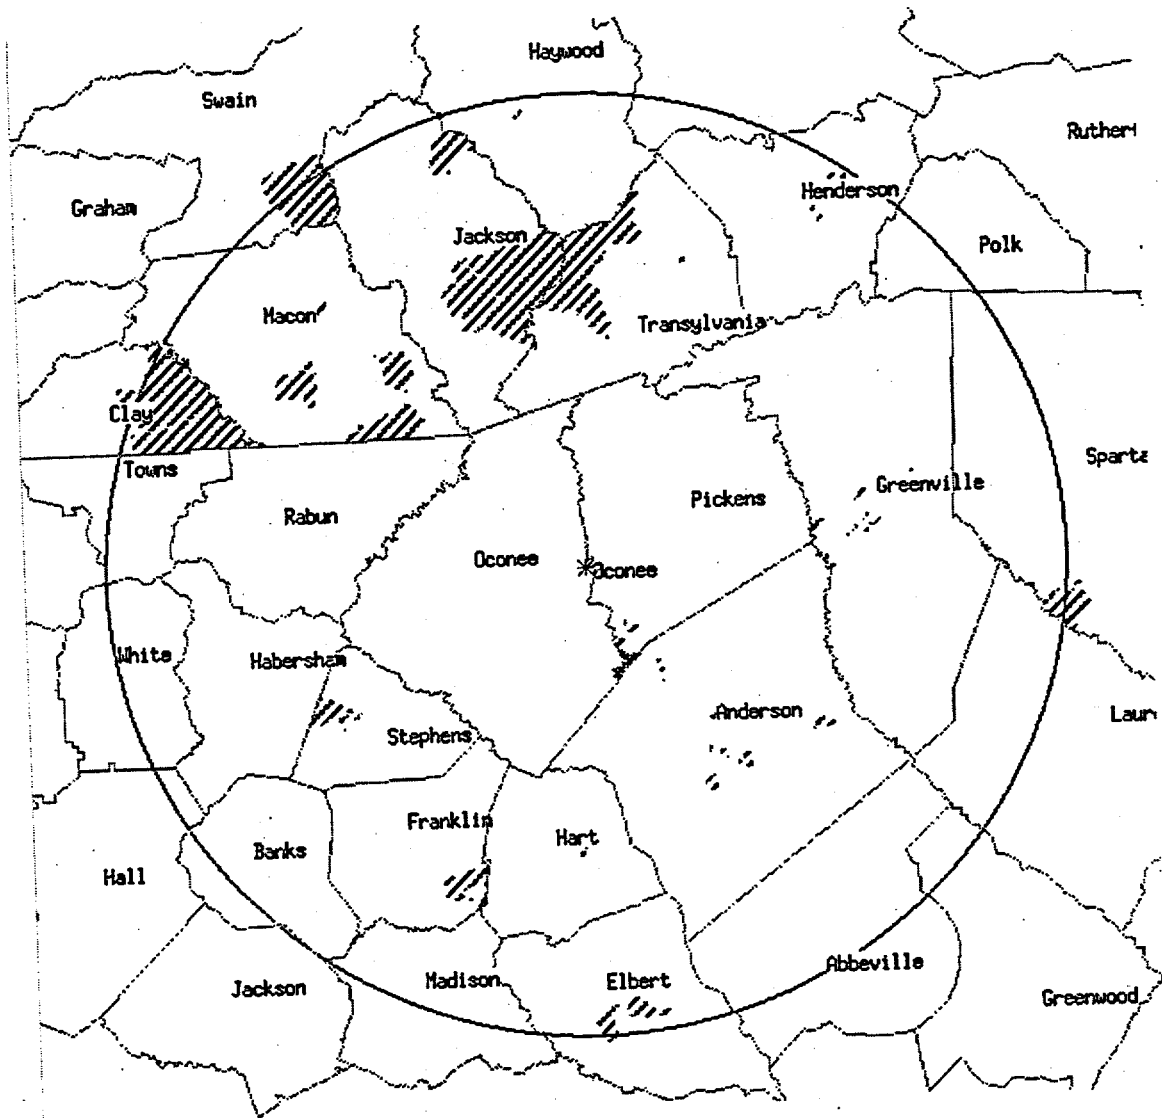 Haywood
Swain
Rutherf
Henderson
Graham
Jackson
Polk
Macon
Transylvania
Clay
Towns
Sparta
Greenville
Pickens
Rabun
Oconee
Oconee
White
Habersham
Anderson
Laur
Stephens
Franklin
Hart
Banks
Hall
Abbeville
Madison
Elbert
Jackson
Greenwood